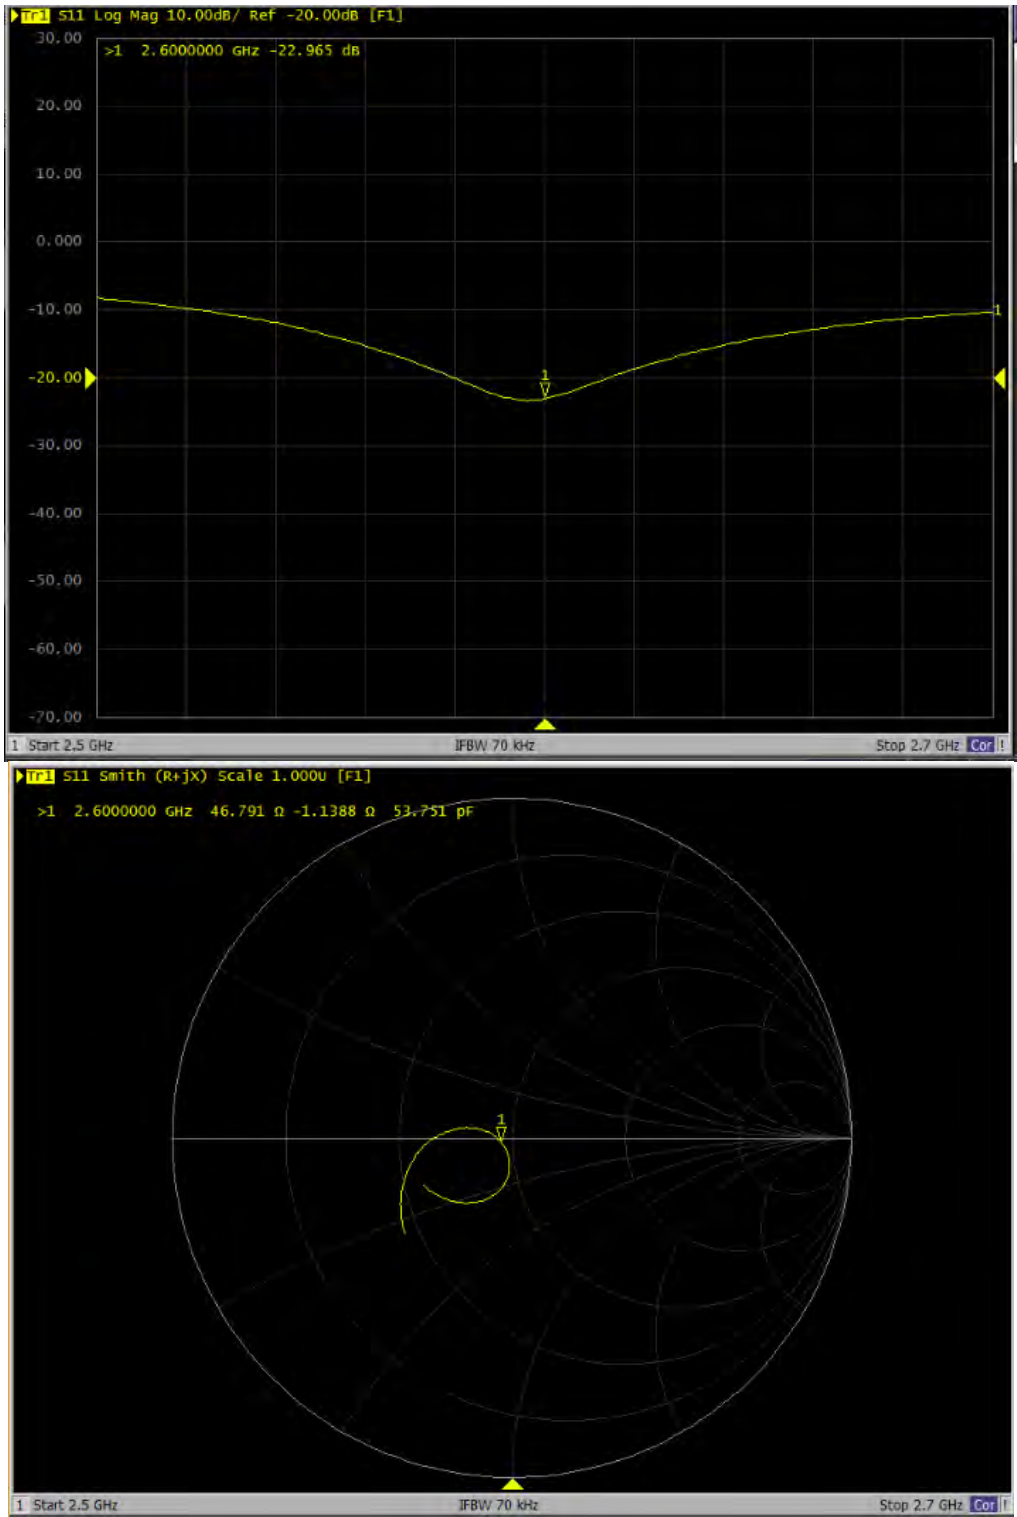 Tr1 S11 Log Mag 10.00dB/ Ref -20.00dB [F1]
30.00
>1 2.6000000 GHz -22.965 dB
20.00
10.00
0.000
-10.00
1
-20.00
1
-30.00
-40.00
-50.00
-60.00
-70.00
1 Start 2.5 GHz IFBW 70 kHz Stop 2.7 GHz Cor !
Tr1 S11 Smith (R+jX) Scale 1.000U [F1]
>1 2.6000000 GHz 46.791 Ω -1.1388 Ω 53.751 pF
1
1 Start 2.5 GHz IFBW 70 kHz Stop 2.7 GHz Cor !